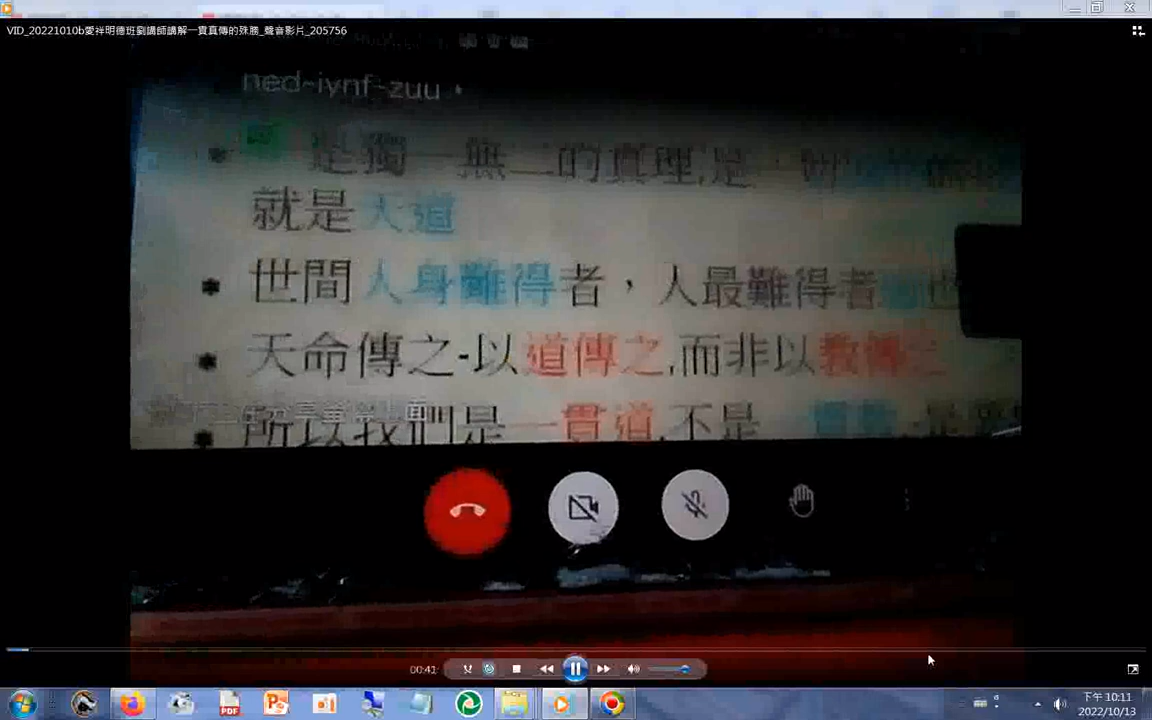 VID_20221010b愛祥明德班劉講師講解一貫真傳的殊勝_聲音影片_205756
ned-iynf-zuu
是獨一無二的真理,是
就是天道
世間人身難得者，人最難得者
天命傳之-以道傳之,而非以教傳之
所以我們是一貫道,不是
00:41
下午 10:11
2022/10/13